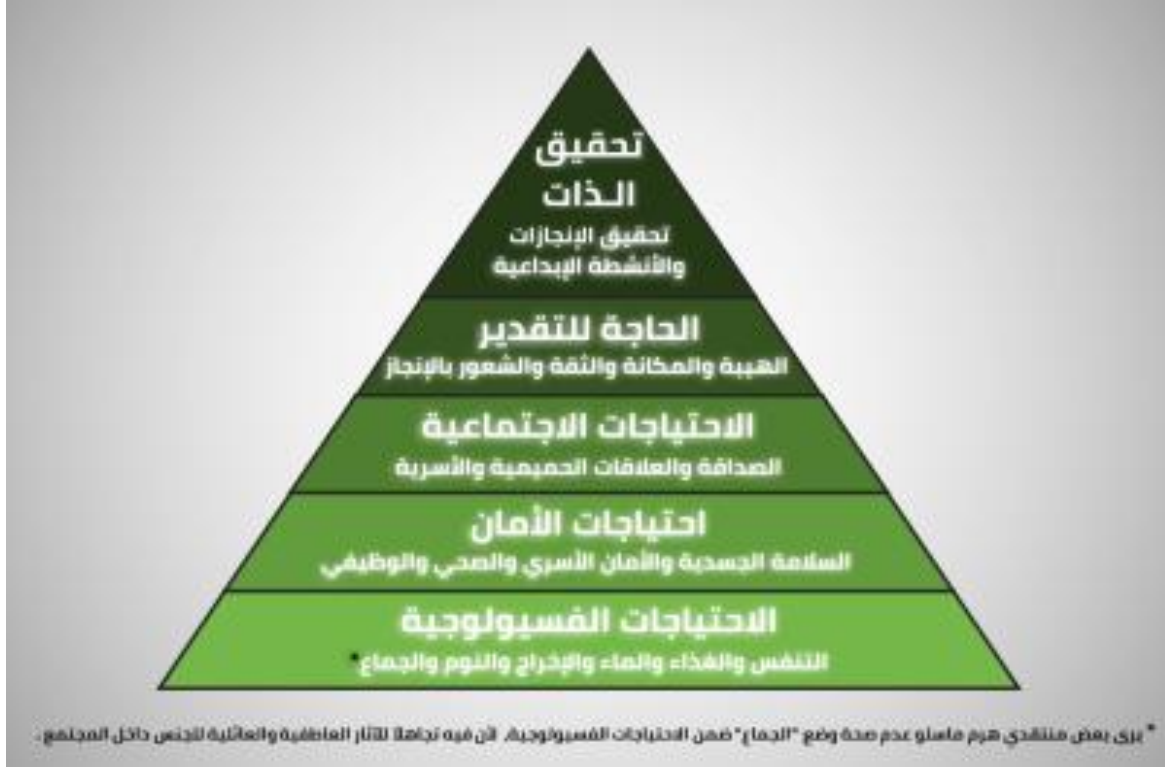 تحقيق
الـذات
تحقيق الإنجازات
والأنشطة الإبداعية
الحاجة للتقدير
الهيبة والمكانة والثقة والشعور بالإنجاز
الاحتياجات الاجتماعية
الصداقة والعلاقات الحميمية والأسرية
احتياجات الأمان
السلامة الجسدية والأمان الأسري والصحي والوظيفي
الاحتياجات الفسيولوجية
التنفس والغذاء والماء والإخراج والنوم والجماع*
* يرى بعض منتقدي هرم ماسلو عدم صحة وضع "الجماع" ضمن الاحتياجات الفسيولوجية، لأن فيه تجاهلاً للآثار العاطفية والعائلية للجنس داخل المجتمع.